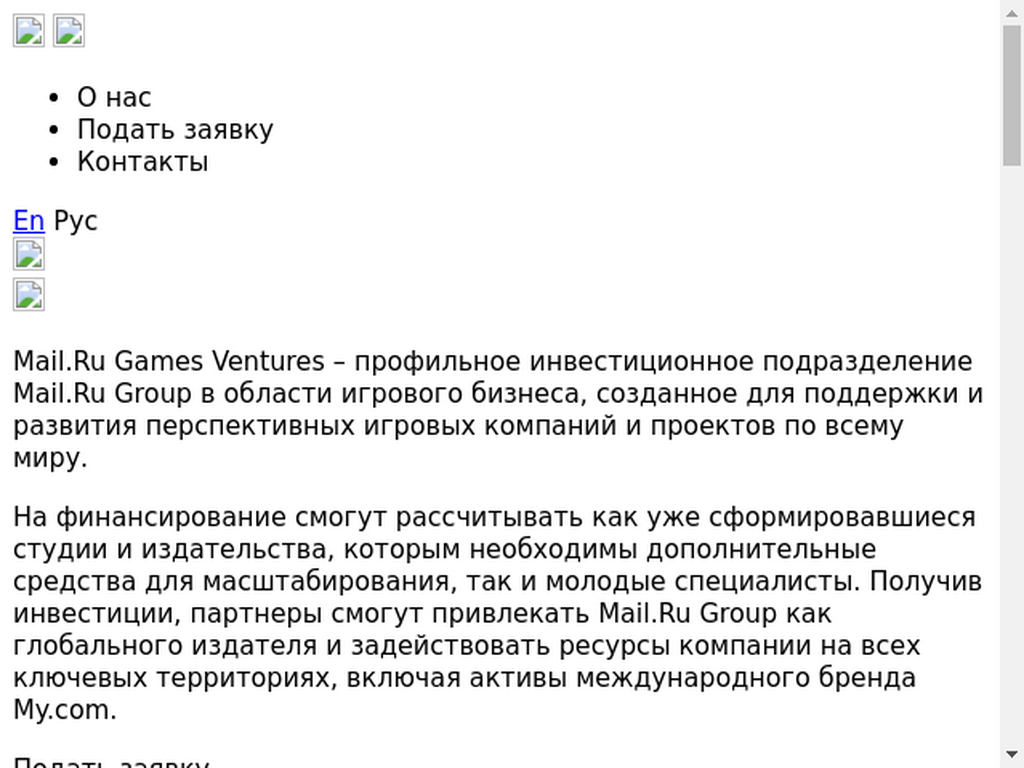 О нас
Подать заявку
Контакты
En Рус
Mail.Ru Games Ventures – профильное инвестиционное подразделение
Mail.Ru Group в области игрового бизнеса, созданное для поддержки и
развития перспективных игровых компаний и проектов по всему
миру.
На финансирование смогут рассчитывать как уже сформировавшиеся
студии и издательства, которым необходимы дополнительные
средства для масштабирования, так и молодые специалисты. Получив
инвестиции, партнеры смогут привлекать Mail.Ru Group как
глобального издателя и задействовать ресурсы компании на всех
ключевых территориях, включая активы международного бренда
My.com.
Подать заявку